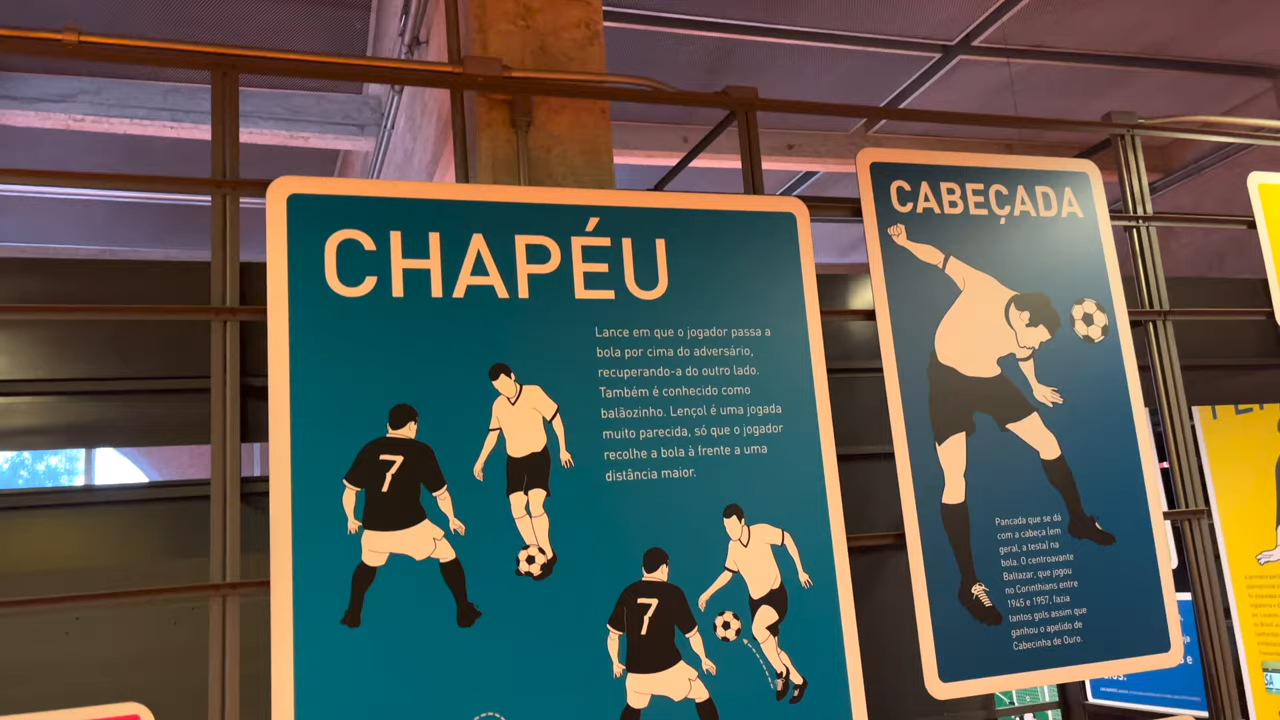 CHAPÉU
Lance em que o jogador passa a
bola por cima do adversário,
recuperando-a do outro lado.
Também é conhecido como
balãozinho. Lençol é uma jogada
muito parecida, só que o jogador
recolhe a bola à frente a uma
distância maior.
7
7
CABEÇADA
Pancada que se dá
com a cabeça (em
geral, a testa) na
bola. O centroavante
Baltazar, que jogou
no Corinthians entre
1945 e 1957, fazia
tantos gols assim que
ganhou o apelido de
Cabecinha de Ouro.